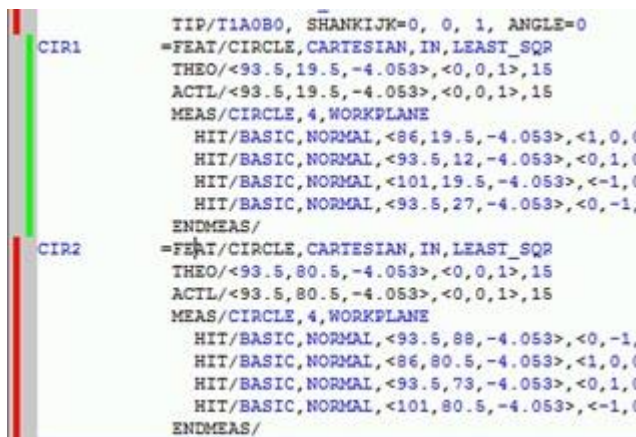 TIP/T1A0B0, SHANKIJK=0, 0, 1, ANGLE=0
CIR1 =FEAT/CIRCLE,CARTESIAN,IN,LEAST_SQR
THEO/<93.5,19.5,-4.053>,<0,0,1>,15
ACTL/<93.5,19.5,-4.053>,<0,0,1>,15
MEAS/CIRCLE,4,WORKPLANE
HIT/BASIC,NORMAL,<86,19.5,-4.053>,<1,0,0
HIT/BASIC,NORMAL,<93.5,12,-4.053>,<0,1,0
HIT/BASIC,NORMAL,<101,19.5,-4.053>,<-1,0
HIT/BASIC,NORMAL,<93.5,27,-4.053>,<0,-1,
ENDMEAS/
CIR2 =FEAT/CIRCLE,CARTESIAN,IN,LEAST_SQR
THEO/<93.5,80.5,-4.053>,<0,0,1>,15
ACTL/<93.5,80.5,-4.053>,<0,0,1>,15
MEAS/CIRCLE,4,WORKPLANE
HIT/BASIC,NORMAL,<93.5,88,-4.053>,<0,-1,
HIT/BASIC,NORMAL,<86,80.5,-4.053>,<1,0,0
HIT/BASIC,NORMAL,<93.5,73,-4.053>,<0,1,0
HIT/BASIC,NORMAL,<101,80.5,-4.053>,<-1,0
ENDMEAS/